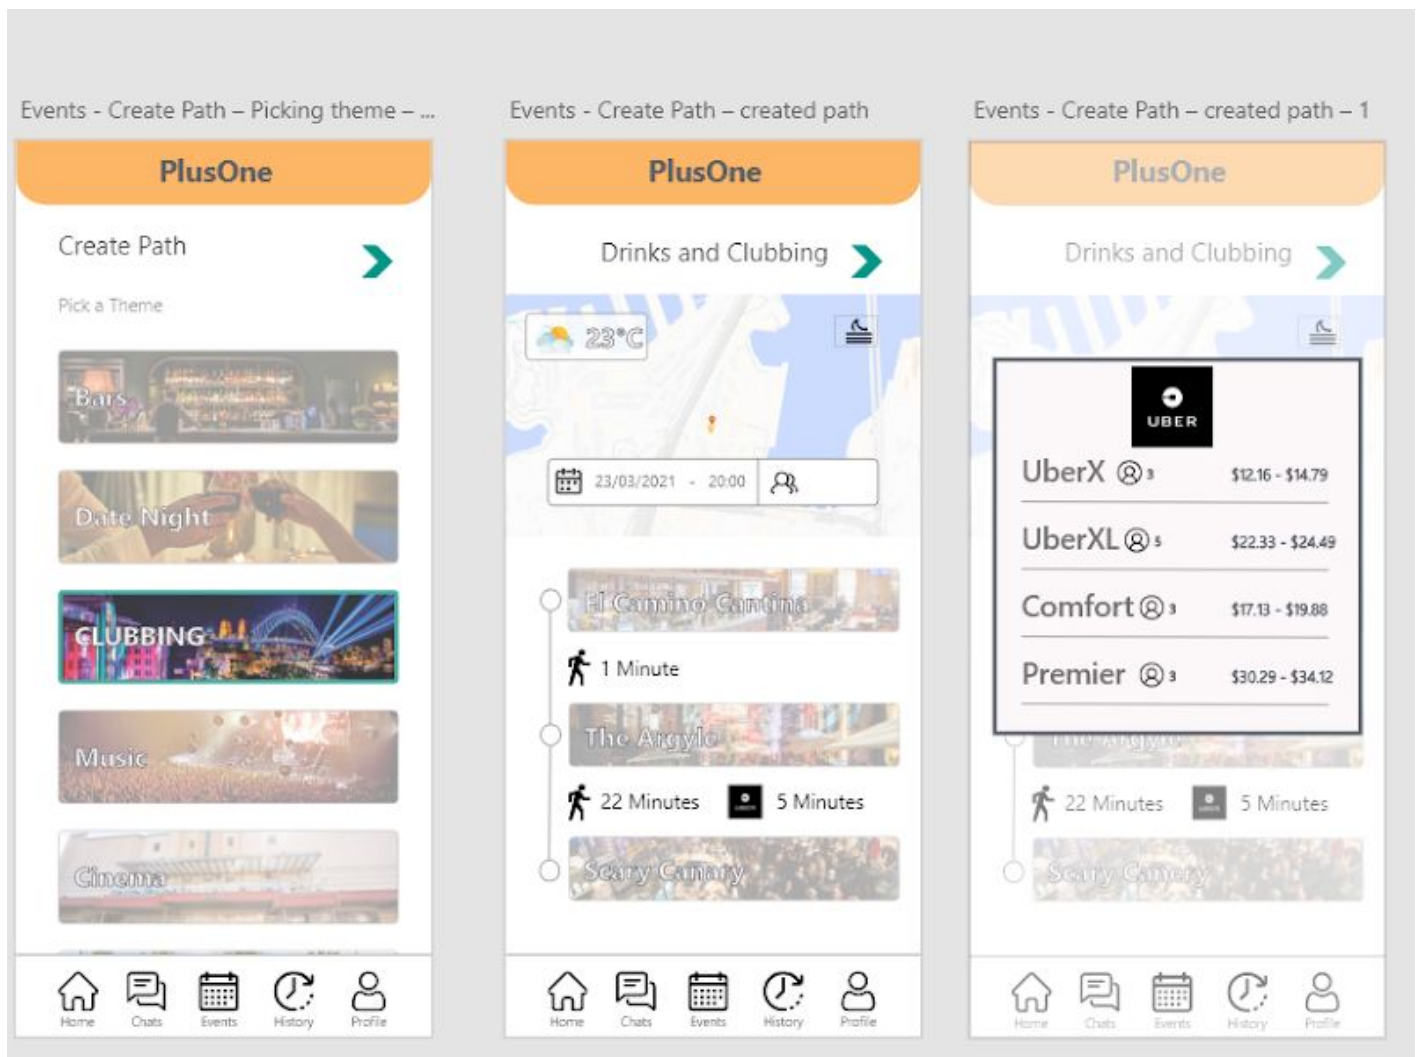 Events - Create Path – Picking theme – ...
PlusOne
Create Path
Pick a Theme
Bars
Date Night
CLUBBING
Music
Cinema
Home Chats Events History Profile
Events - Create Path – created path
PlusOne
Drinks and Clubbing
23°C
23/03/2021 - 20:00
El Camino Cantina
1 Minute
The Argyle
22 Minutes UBER 5 Minutes
Scary Canary
Home Chats Events History Profile
Events - Create Path – created path – 1
PlusOne
Drinks and Clubbing
UBER
UberX 3 $12.16 - $14.79
UberXL 5 $22.33 - $24.49
Comfort 3 $17.13 - $19.88
Premier 3 $30.29 - $34.12
The Argyle
22 Minutes UBER 5 Minutes
Scary Canery
Home Chats Events History Profile